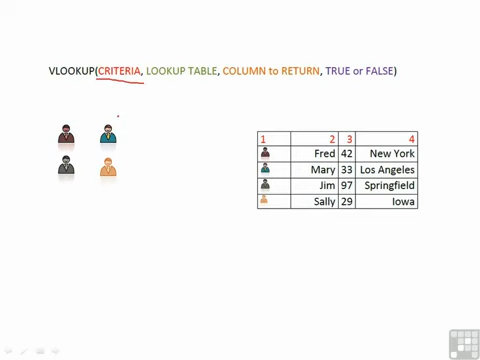 VLOOKUP(CRITERIA, LOOKUP TABLE, COLUMN to RETURN, TRUE or FALSE)
1 2 3 4
Fred 42 New York
Mary 33 Los Angeles
Jim 97 Springfield
Sally 29 Iowa